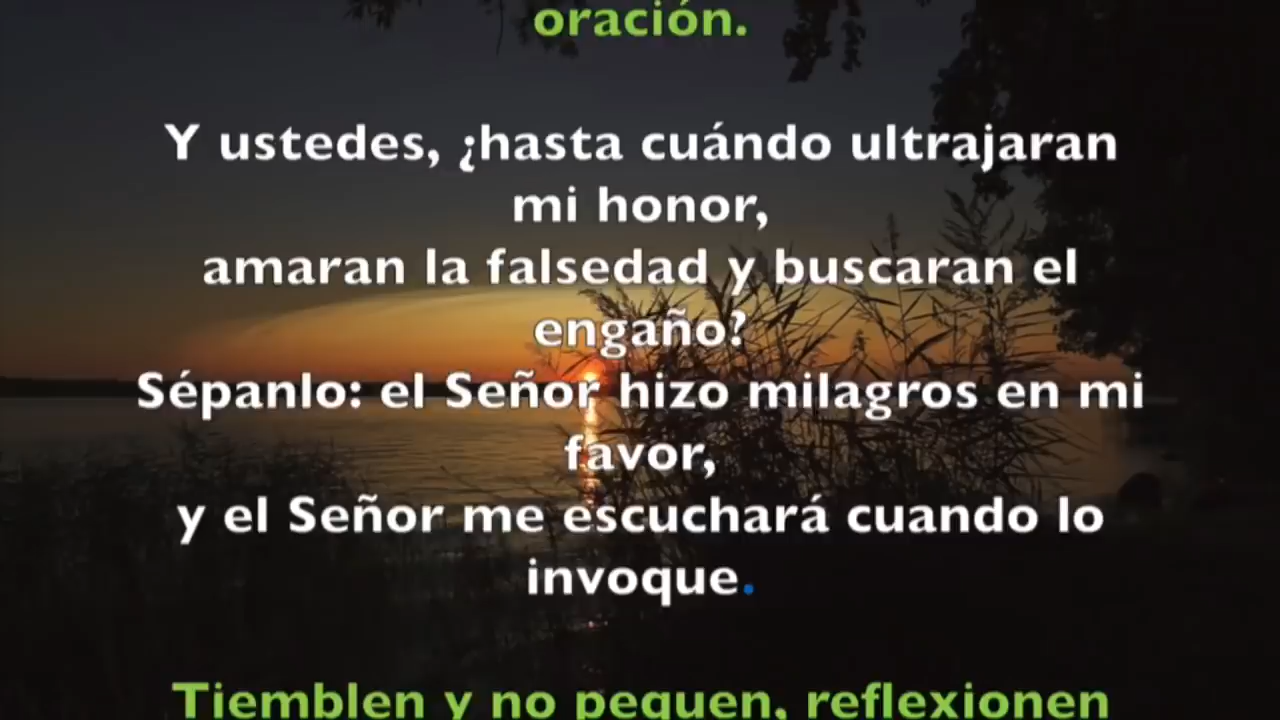 oración.
Y ustedes, ¿hasta cuándo ultrajaran
mi honor,
amaran la falsedad y buscaran el
engaño?
Sépanlo: el Señor hizo milagros en mi
favor,
y el Señor me escuchará cuando lo
invoque.
Tiemblen y no pequen, reflexionen